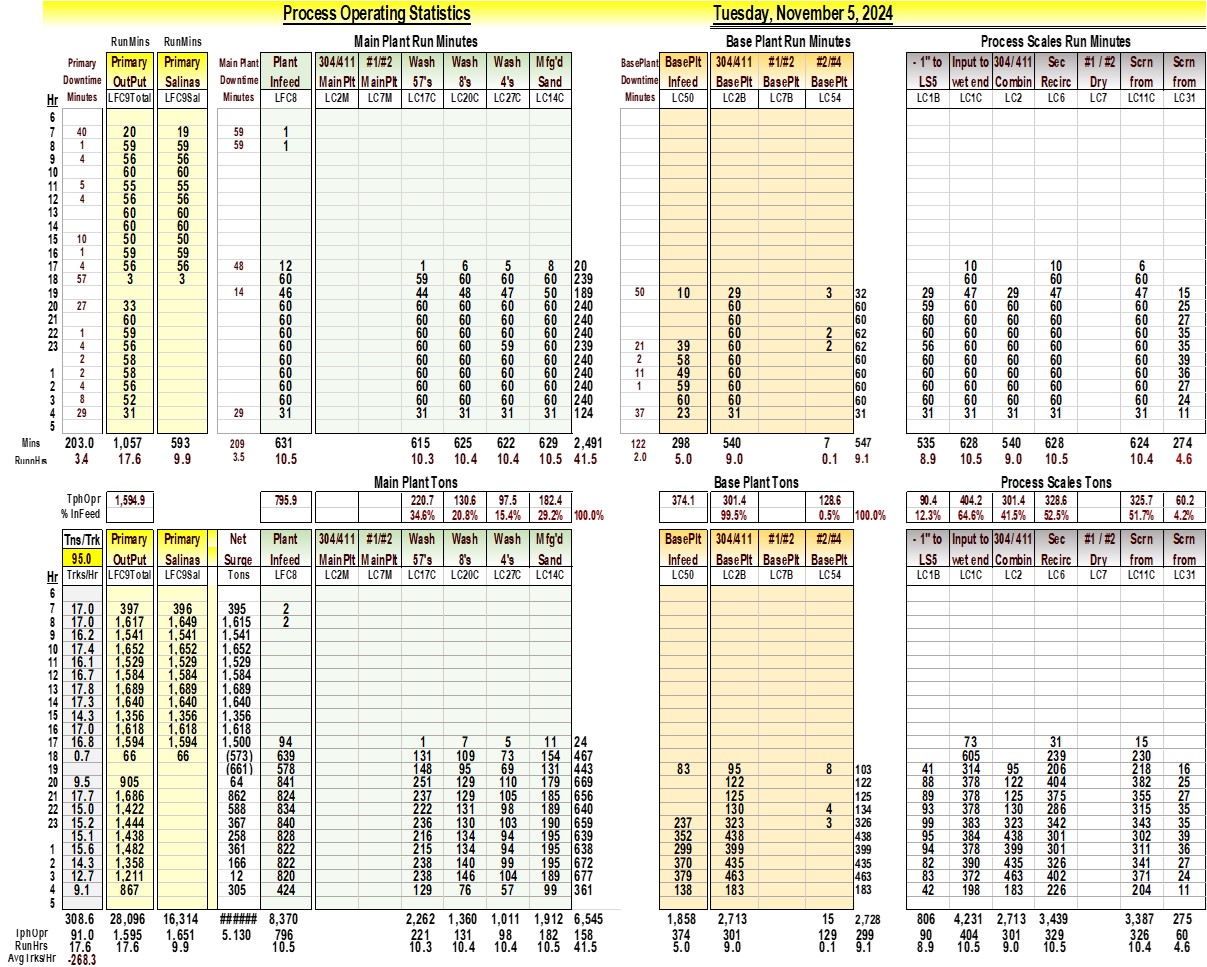 Process Operating Statistics Tuesday, November 5, 2024
RunMins RunMins Main Plant Run Minutes Base Plant Run Minutes Process Scales Run Minutes
Primary Primary Primary Main Plant Plant 304/411 #1/#2 Wash Wash Wash Mfg'd BasePlant BasePlt 304/411 #1/#2 #2/#4 - 1" to Input to 304/411 Sec #1 / #2 Scrn Scrn
Downtime OutPut Salinas Downtime Infeed MainPlt MainPlt 57's 8's 4's Sand Downtime Infeed BasePlt BasePlt BasePlt LS5 wet end Combin Recirc Dry from from
Hr Minutes LFC9Total LFC9Sal Minutes LFC8 LC2M LC7M LC17C LC20C LC27C LC14C Minutes LC50 LC2B LC7B LC54 LC1B LC1C LC2 LC6 LC7 LC11C LC31
6
7 40 20 19 59 1
8 1 59 59 59 1
9 4 56 56
10 60 60
11 5 55 55
12 4 56 56
13 60 60
14 60 60
15 10 50 50
16 1 59 59
17 4 56 56 48 12 1 6 5 8 20 10 10 6
18 57 3 3 60 59 60 60 60 239 60 60 60
19 14 46 44 48 47 50 189 50 10 29 3 32 29 47 29 47 47 15
20 27 33 60 60 60 60 60 240 60 60 59 60 60 60 60 25
21 60 60 60 60 60 60 240 60 60 60 60 60 60 60 27
22 1 59 60 60 60 60 60 240 60 2 62 60 60 60 60 60 35
23 4 56 60 60 60 59 60 239 21 39 60 2 62 56 60 60 60 60 35
2 58 60 60 60 60 60 240 2 58 60 60 60 60 60 60 60 39
1 2 58 60 60 60 60 60 240 11 49 60 60 60 60 60 60 60 36
2 4 56 60 60 60 60 60 240 1 59 60 60 60 60 60 60 60 27
3 8 52 60 60 60 60 60 240 60 60 60 60 60 60 60 60 24
4 29 31 29 31 31 31 31 31 124 37 23 31 31 31 31 31 31 31 11
5
Mins 203.0 1,057 593 209 631 615 625 622 629 2,491 122 298 540 7 547 535 628 540 628 624 274
RunnHrs 3.4 17.6 9.9 3.5 10.5 10.3 10.4 10.4 10.5 41.5 2.0 5.0 9.0 0.1 9.1 8.9 10.5 9.0 10.5 10.4 4.6
Main Plant Tons Base Plant Tons Process Scales Tons
TphOpr 1,594.9 795.9 220.7 130.6 97.5 182.4 374.1 301.4 128.6 90.4 404.2 301.4 328.6 325.7 60.2
% InFeed 34.6% 20.8% 15.4% 29.2% 100.0% 99.5% 0.5% 100.0% 12.3% 64.6% 41.5% 52.5% 51.7% 4.2%
Tns/Trk Primary Primary Net Plant 304/411 #1/#2 Wash Wash Wash Mfg'd BasePlt 304/411 #1/#2 #2/#4 - 1" to Input to 304/ 411 Sec #1 / #2 Scrn Scrn
95.0 OutPut Salinas Surge Infeed MainPlt MainPlt 57's 8's 4's Sand Infeed BasePlt BasePlt BasePlt LS5 wet end Combin Recirc Dry from from
Hr Trks/Hr LFC9Total LFC9Sal Tons LFC8 LC2M LC7M LC17C LC20C LC27C LC14C LC50 LC2B LC7B LC54 LC1B LC1C LC2 LC6 LC7 LC11C LC31
6
7 17.0 397 396 395 2
8 17.0 1,617 1,649 1,615 2
9 16.2 1,541 1,541 1,541
10 17.4 1,652 1,652 1,652
11 16.1 1,529 1,529 1,529
12 16.7 1,584 1,584 1,584
13 17.8 1,689 1,689 1,689
14 17.3 1,640 1,640 1,640
15 14.3 1,356 1,356 1,356
16 17.0 1,618 1,618 1,618
17 16.8 1,594 1,594 1,500 94 1 7 5 11 24 73 31 15
18 0.7 66 66 (573) 639 131 109 73 154 467 605 239 230
19 (661) 578 148 95 69 131 443 83 95 8 103 41 314 95 206 218 16
20 9.5 905 64 841 251 129 110 179 669 122 122 88 378 122 404 382 25
21 17.7 1,686 862 824 237 129 105 185 656 125 125 89 378 125 375 355 27
22 15.0 1,422 588 834 222 131 98 189 640 130 4 134 93 378 130 286 315 35
23 15.2 1,444 367 840 236 130 103 190 659 237 323 3 326 99 383 323 342 343 35
15.1 1,438 258 828 216 134 94 195 639 352 438 438 95 384 438 301 302 39
1 15.6 1,482 361 822 215 134 94 195 638 299 399 399 94 378 399 301 311 36
2 14.3 1,358 166 822 238 140 99 195 672 370 435 435 82 390 435 326 341 27
3 12.7 1,211 12 820 238 146 104 189 677 379 463 463 83 372 463 402 371 24
4 9.1 867 305 424 129 76 57 99 361 138 183 183 42 198 183 226 204 11
5
308.6 28,096 16,314 ###### 8,370 2,262 1,360 1,011 1,912 6,545 1,858 2,713 15 2,728 806 4,231 2,713 3,439 3,387 275
TphOpr 91.0 1,595 1,651 5.130 796 221 131 98 182 158 374 301 129 299 90 404 301 329 326 60
RunHrs 17.6 17.6 9.9 10.5 10.3 10.4 10.4 10.5 41.5 5.0 9.0 0.1 9.1 8.9 10.5 9.0 10.5 10.4 4.6
AvgTrks/Hr -268.3